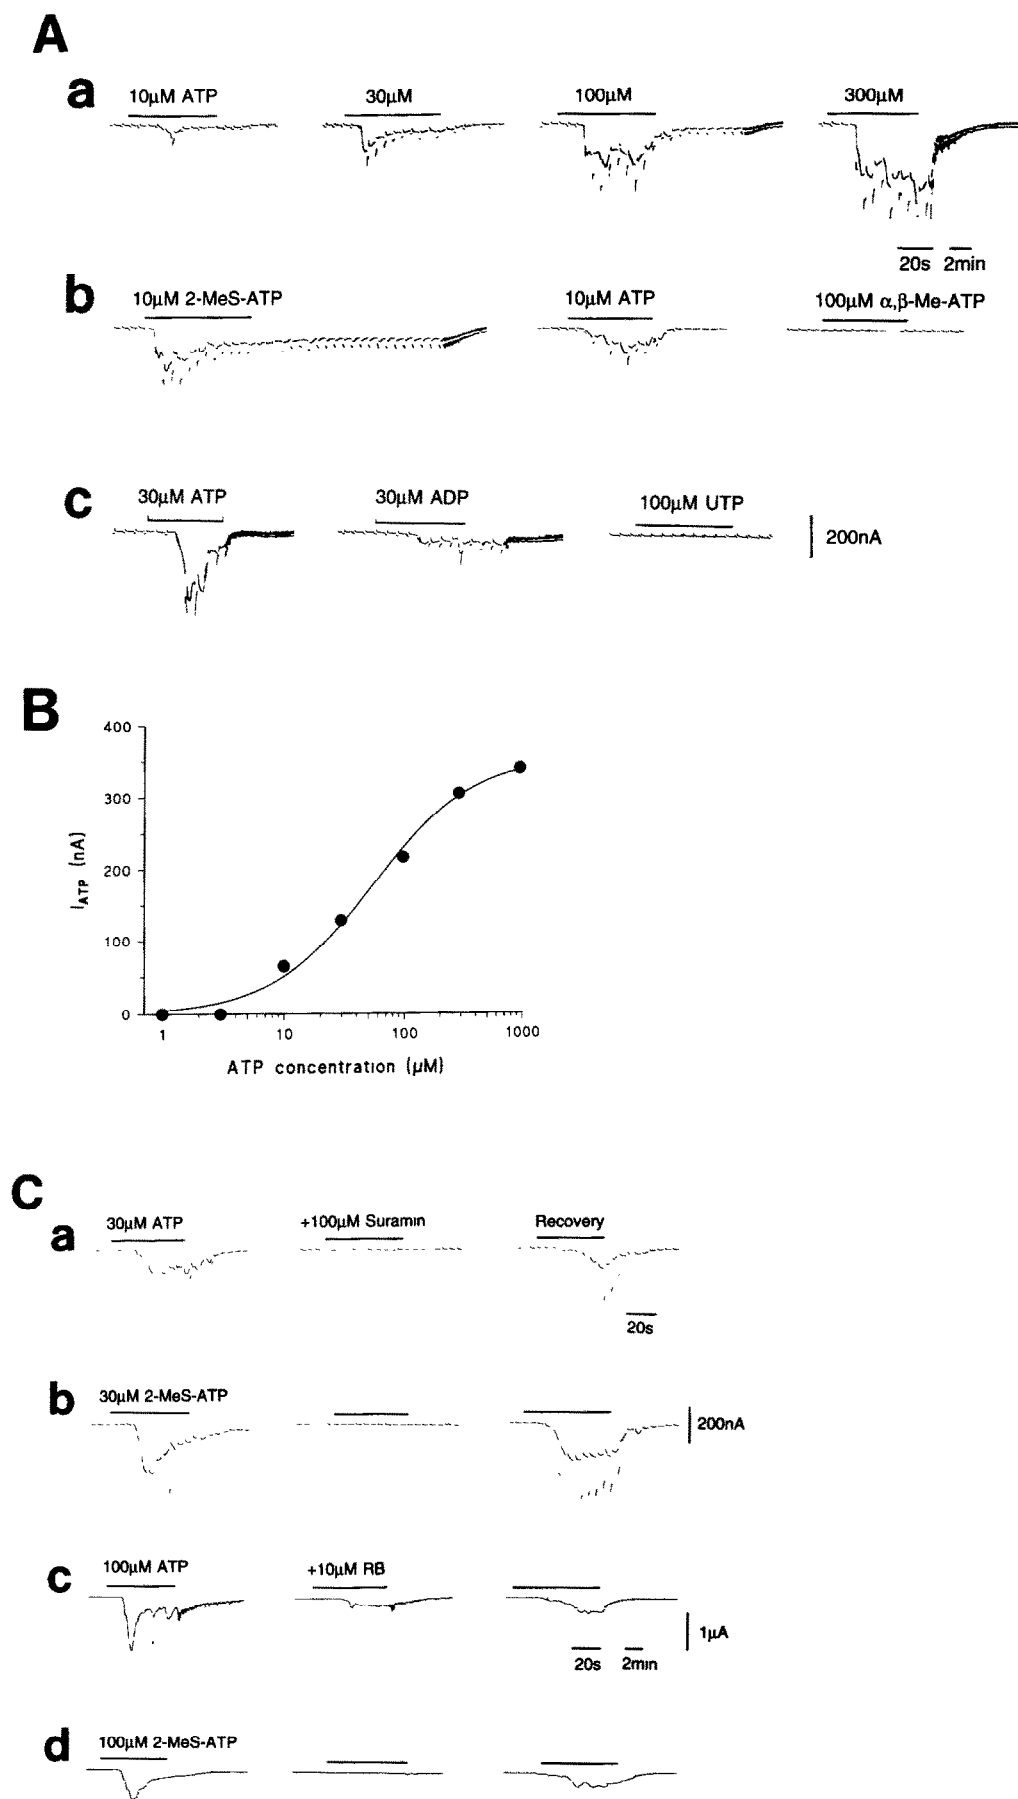 A
a
10µM ATP 30µM 100µM 300µM
20s 2min
b
10µM 2-MeS-ATP 10µM ATP 100µM α,β-Me-ATP
c
30µM ATP 30µM ADP 100µM UTP
200nA
B
400
300
200
100
0
I ATP (nA)
1 10 100 1000
ATP concentration (µM)
C
a
30µM ATP +100µM Suramin Recovery
20s
b
30µM 2-MeS-ATP
200nA
c
100µM ATP +10µM RB
1µA
20s 2min
d
100µM 2-MeS-ATP